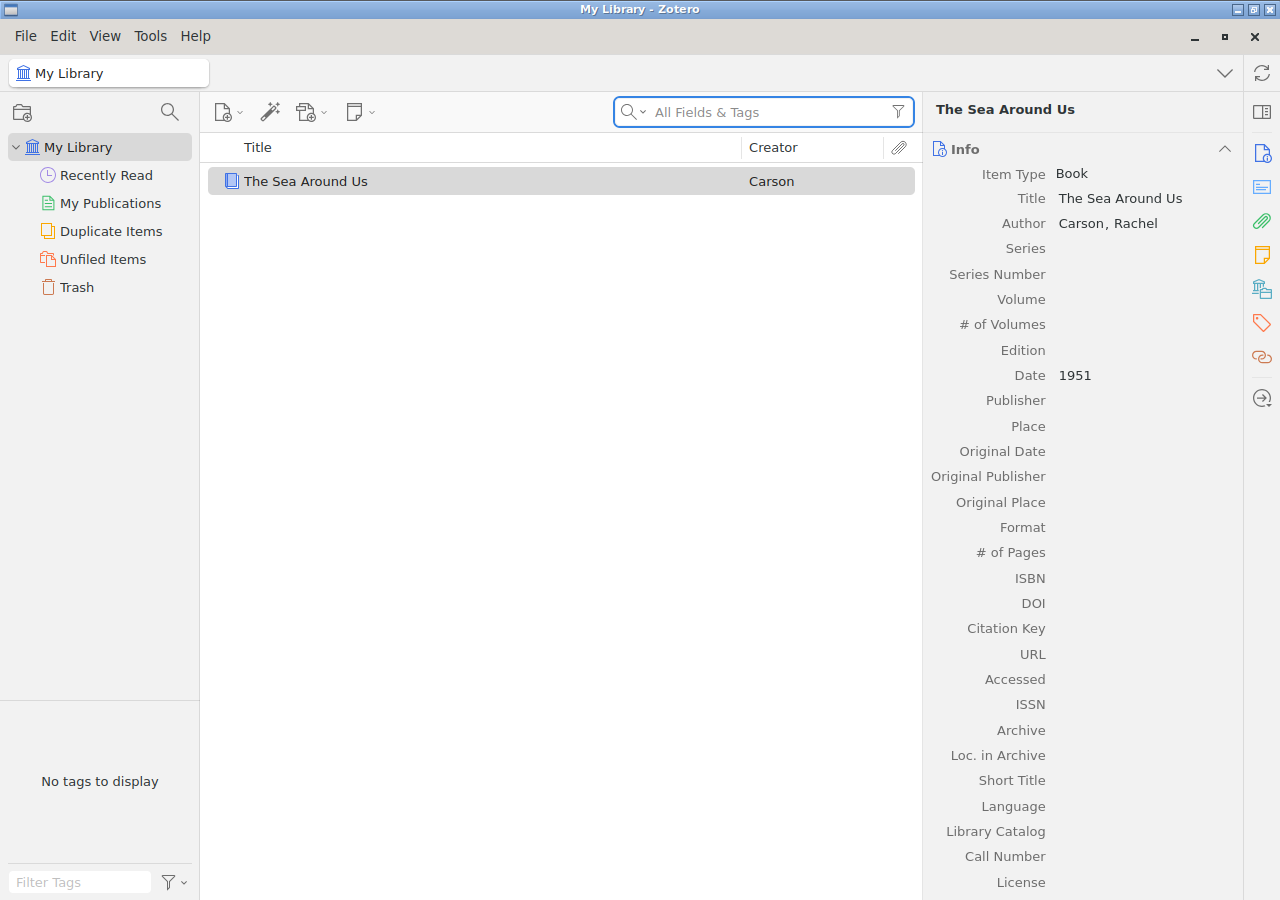 My Library - Zotero
File Edit View Tools Help
My Library
All Fields & Tags
My Library
Recently Read
My Publications
Duplicate Items
Unfiled Items
Trash
No tags to display
Filter Tags
Title Creator
The Sea Around Us Carson
The Sea Around Us
Info
Item Type Book
Title The Sea Around Us
Author Carson, Rachel
Series
Series Number
Volume
# of Volumes
Edition
Date 1951
Publisher
Place
Original Date
Original Publisher
Original Place
Format
# of Pages
ISBN
DOI
Citation Key
URL
Accessed
ISSN
Archive
Loc. in Archive
Short Title
Language
Library Catalog
Call Number
License